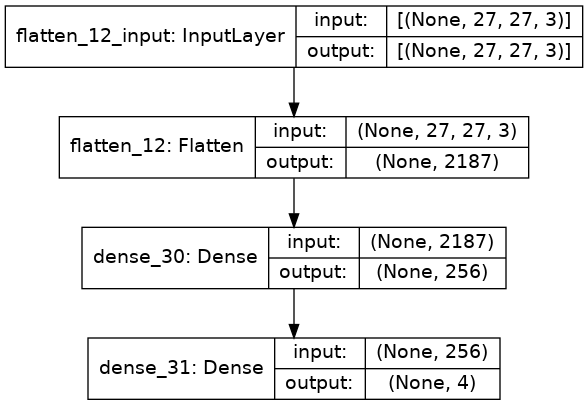 flatten_12_input: InputLayer
input: [(None, 27, 27, 3)]
output: [(None, 27, 27, 3)]
flatten_12: Flatten
input: (None, 27, 27, 3)
output: (None, 2187)
dense_30: Dense
input: (None, 2187)
output: (None, 256)
dense_31: Dense
input: (None, 256)
output: (None, 4)